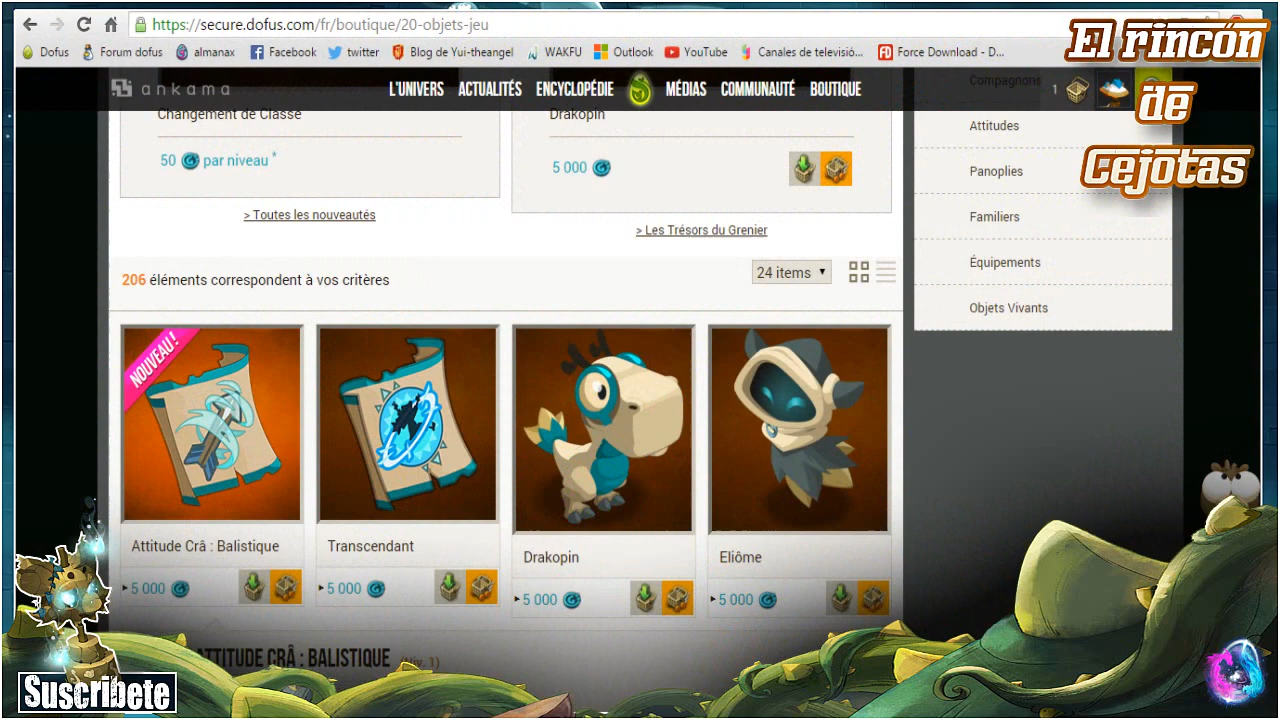 https://secure.dofus.com/fr/boutique/20-objets-jeu
Dofus Forum dofus almanax Facebook twitter Blog de Yui-theangel WAKFU Outlook YouTube Canales de televisió... Force Download - D...
El rincón
de
Cejotas
ankama L'UNIVERS ACTUALITÉS ENCYCLOPÉDIE MÉDIAS COMMUNAUTÉ BOUTIQUE 1
Compagnons
Attitudes
Panoplies
Familiers
Équipements
Objets Vivants
Changement de Classe
50 par niveau *
> Toutes les nouveautés
Drakopin
5 000
> Les Trésors du Grenier
206 éléments correspondent à vos critères
24 items
NOUVEAU !
Attitude Crâ : Balistique
5 000
Transcendant
5 000
Drakopin
5 000
Eliôme
5 000
ATTITUDE CRÂ : BALISTIQUE (Niv. 1)
Suscribete